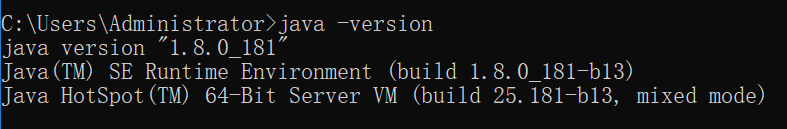 C:\Users\Administrator>java -version
java version "1.8.0_181"
Java(TM) SE Runtime Environment (build 1.8.0_181-b13)
Java HotSpot(TM) 64-Bit Server VM (build 25.181-b13, mixed mode)